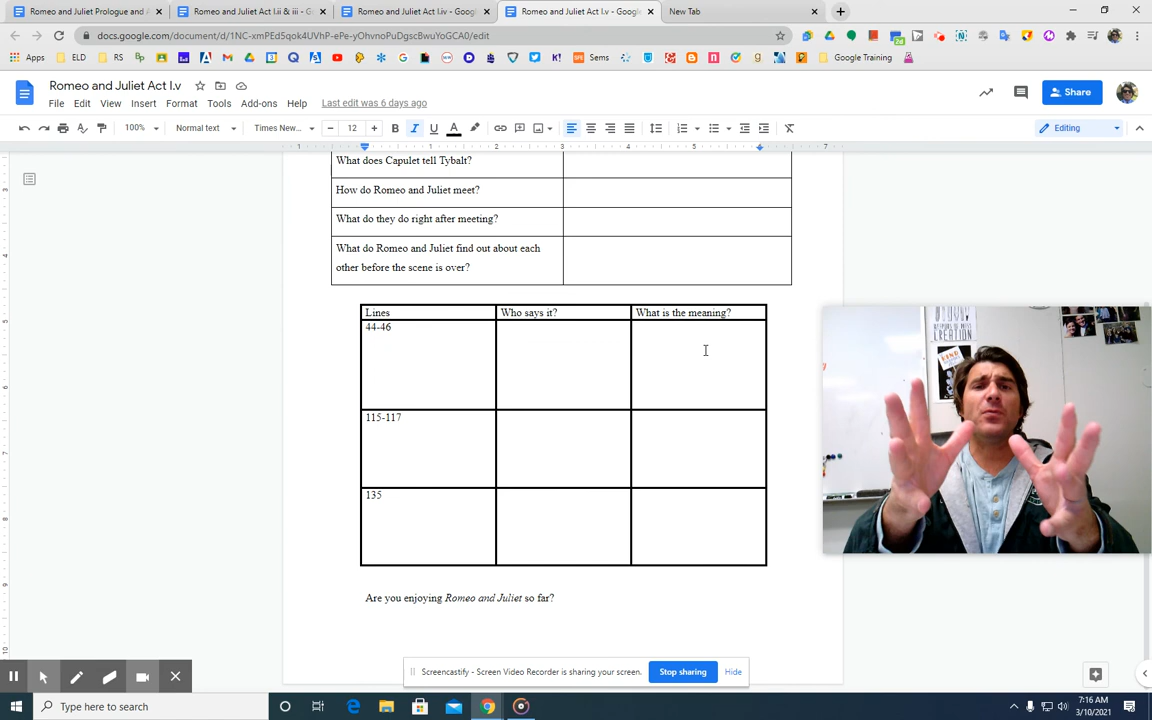 Romeo and Juliet Prologue and A
Romeo and Juliet Act I.ii & iii - G
Romeo and Juliet Act I.iv - Googl
Romeo and Juliet Act I.v - Google
New Tab
docs.google.com/document/d/1NC-xmPEd5qok4UVhP-ePe-yOhvnoPuDgscBwuYoGCA0/edit
Apps
ELD
RS
Sems
Google Training
Romeo and Juliet Act I.v
File Edit View Insert Format Tools Add-ons Help Last edit was 6 days ago
Share
100% Normal text Times New... 12 B I U A
Editing
What does Capulet tell Tybalt?
How do Romeo and Juliet meet?
What do they do right after meeting?
What do Romeo and Juliet find out about each
other before the scene is over?
Lines Who says it? What is the meaning?
44-46
115-117
135
Are you enjoying Romeo and Juliet so far?
CREATION
KIND
Screencastify - Screen Video Recorder is sharing your screen. Stop sharing Hide
Type here to search
7:16 AM
3/10/2021